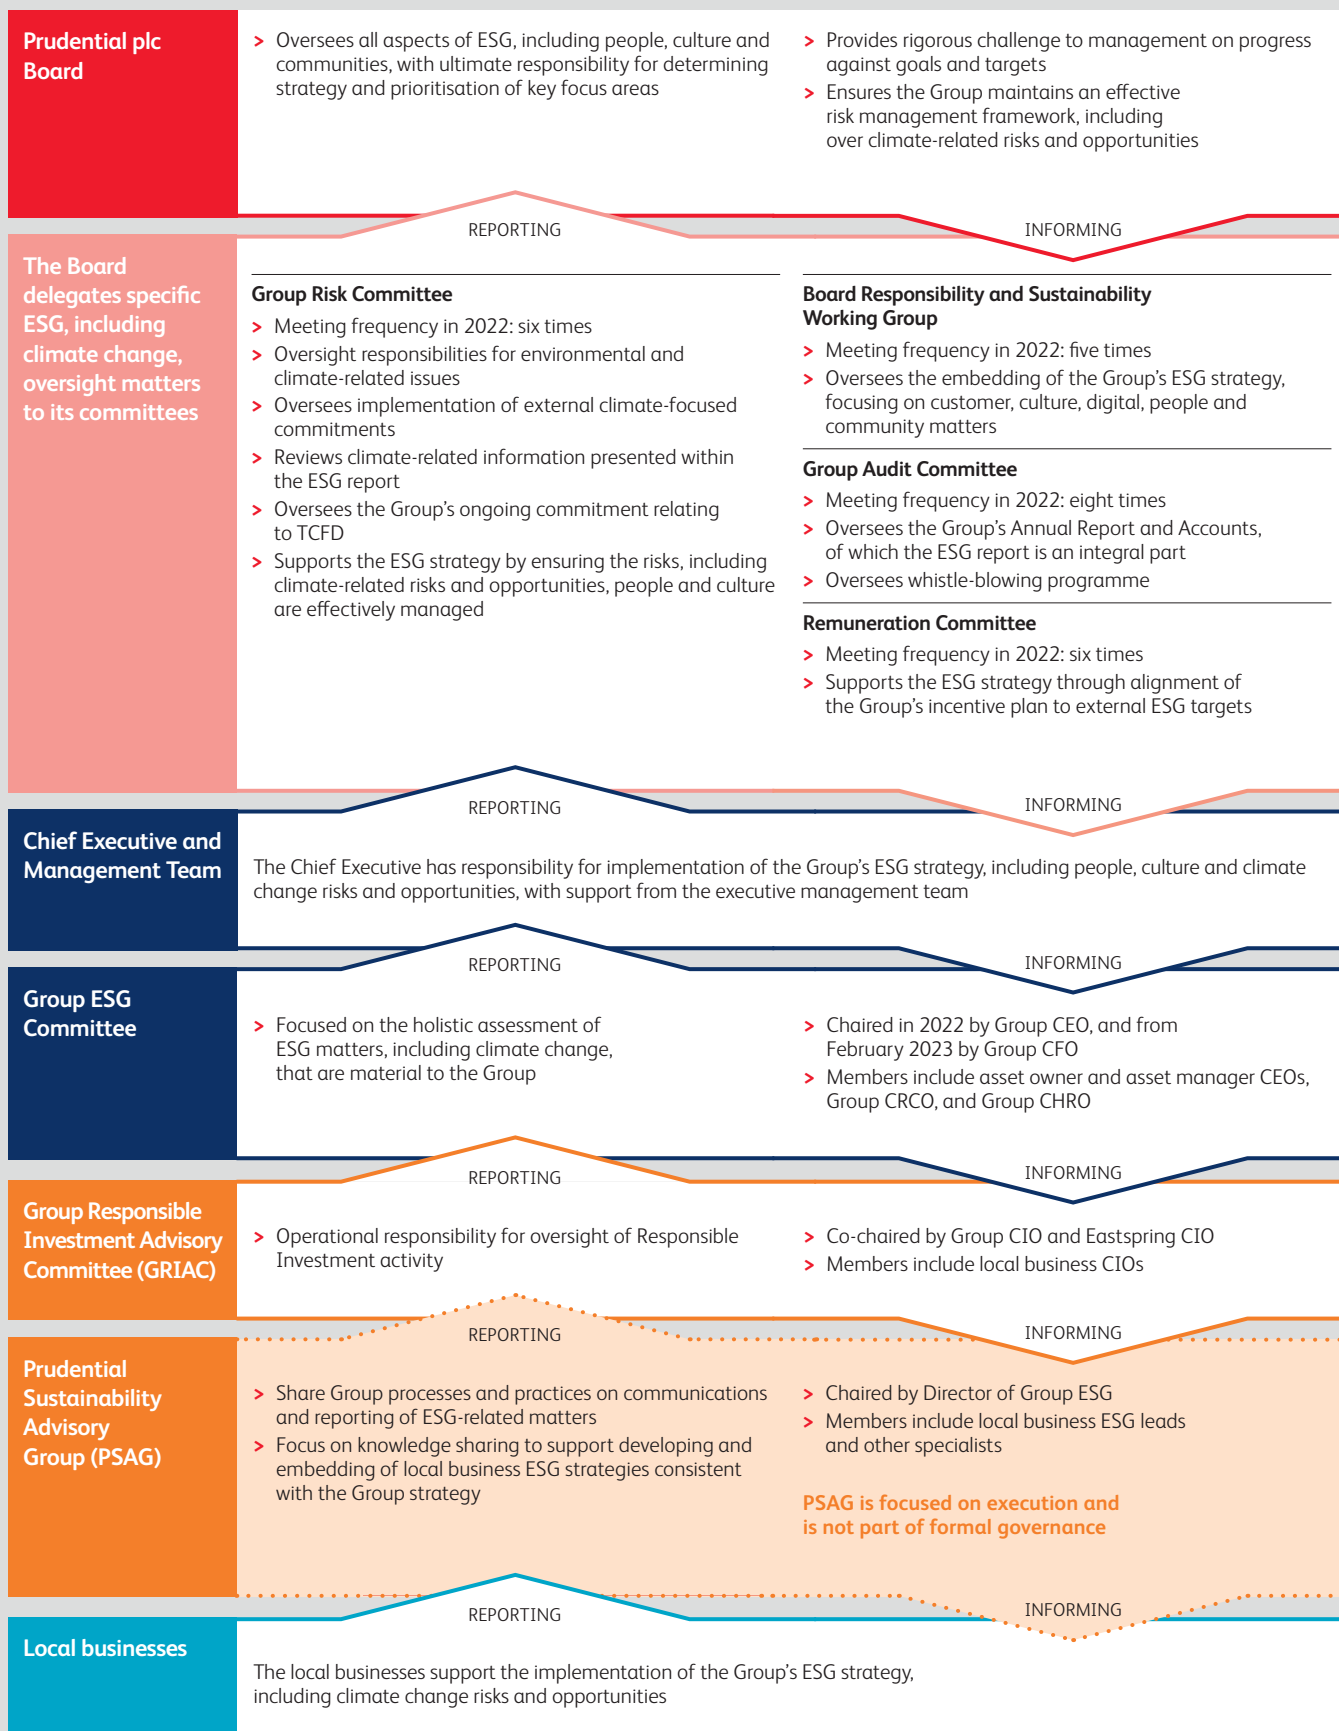 Prudential plc
Board
> Oversees all aspects of ESG, including people, culture and
communities, with ultimate responsibility for determining
strategy and prioritisation of key focus areas
> Provides rigorous challenge to management on progress
against goals and targets
> Ensures the Group maintains an effective
risk management framework, including
over climate-related risks and opportunities
REPORTING
INFORMING
The Board
delegates specific
ESG, including
climate change,
oversight matters
to its committees
Group Risk Committee
> Meeting frequency in 2022: six times
> Oversight responsibilities for environmental and
climate-related issues
> Oversees implementation of external climate-focused
commitments
> Reviews climate-related information presented within
the ESG report
> Oversees the Group’s ongoing commitment relating
to TCFD
> Supports the ESG strategy by ensuring the risks, including
climate-related risks and opportunities, people and culture
are effectively managed
Board Responsibility and Sustainability
Working Group
> Meeting frequency in 2022: five times
> Oversees the embedding of the Group’s ESG strategy,
focusing on customer, culture, digital, people and
community matters
Group Audit Committee
> Meeting frequency in 2022: eight times
> Oversees the Group’s Annual Report and Accounts,
of which the ESG report is an integral part
> Oversees whistle-blowing programme
Remuneration Committee
> Meeting frequency in 2022: six times
> Supports the ESG strategy through alignment of
the Group’s incentive plan to external ESG targets
REPORTING
INFORMING
Chief Executive and
Management Team
The Chief Executive has responsibility for implementation of the Group’s ESG strategy, including people, culture and climate
change risks and opportunities, with support from the executive management team
REPORTING
INFORMING
Group ESG
Committee
> Focused on the holistic assessment of
ESG matters, including climate change,
that are material to the Group
> Chaired in 2022 by Group CEO, and from
February 2023 by Group CFO
> Members include asset owner and asset manager CEOs,
Group CRCO, and Group CHRO
REPORTING
INFORMING
Group Responsible
Investment Advisory
Committee (GRIAC)
> Operational responsibility for oversight of Responsible
Investment activity
> Co-chaired by Group CIO and Eastspring CIO
> Members include local business CIOs
REPORTING
INFORMING
Prudential
Sustainability
Advisory
Group (PSAG)
> Share Group processes and practices on communications
and reporting of ESG-related matters
> Focus on knowledge sharing to support developing and
embedding of local business ESG strategies consistent
with the Group strategy
> Chaired by Director of Group ESG
> Members include local business ESG leads
and other specialists
PSAG is focused on execution and
is not part of formal governance
REPORTING
INFORMING
Local businesses
The local businesses support the implementation of the Group’s ESG strategy,
including climate change risks and opportunities